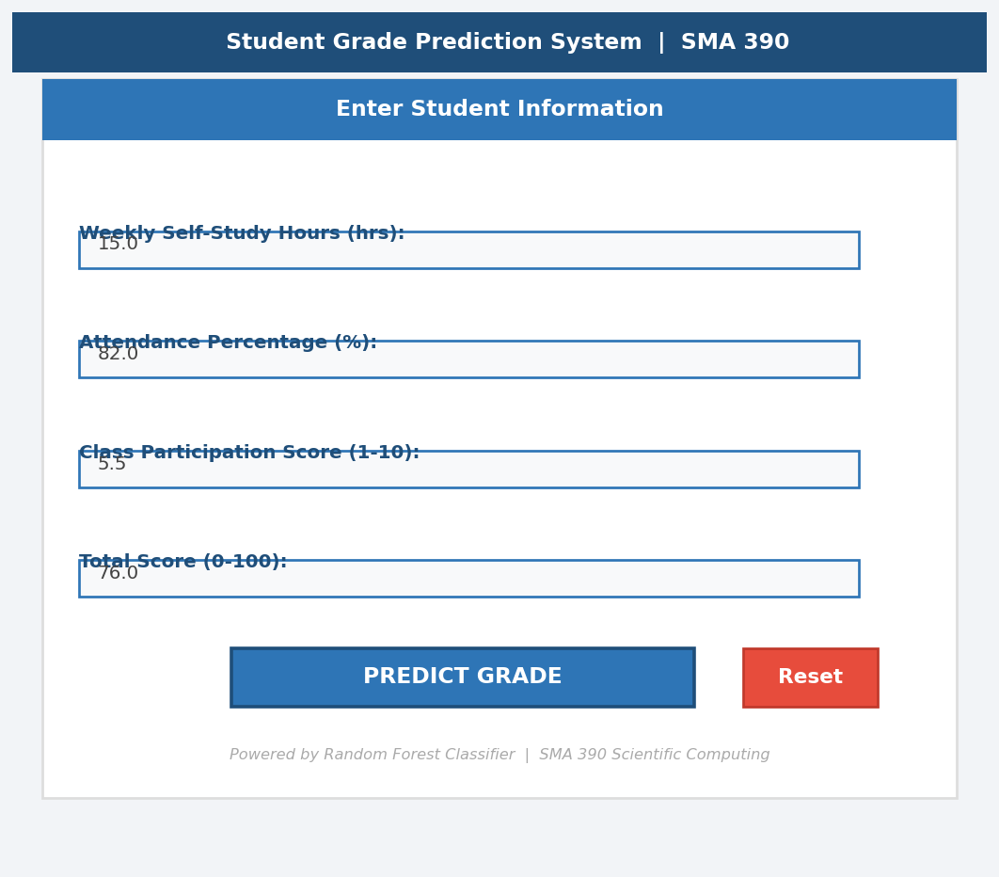 Student Grade Prediction System | SMA 390
Enter Student Information
Weekly Self-Study Hours (hrs):
15.0
Attendance Percentage (%):
82.0
Class Participation Score (1-10):
5.5
Total Score (0-100):
76.0
PREDICT GRADE
Reset
Powered by Random Forest Classifier | SMA 390 Scientific Computing